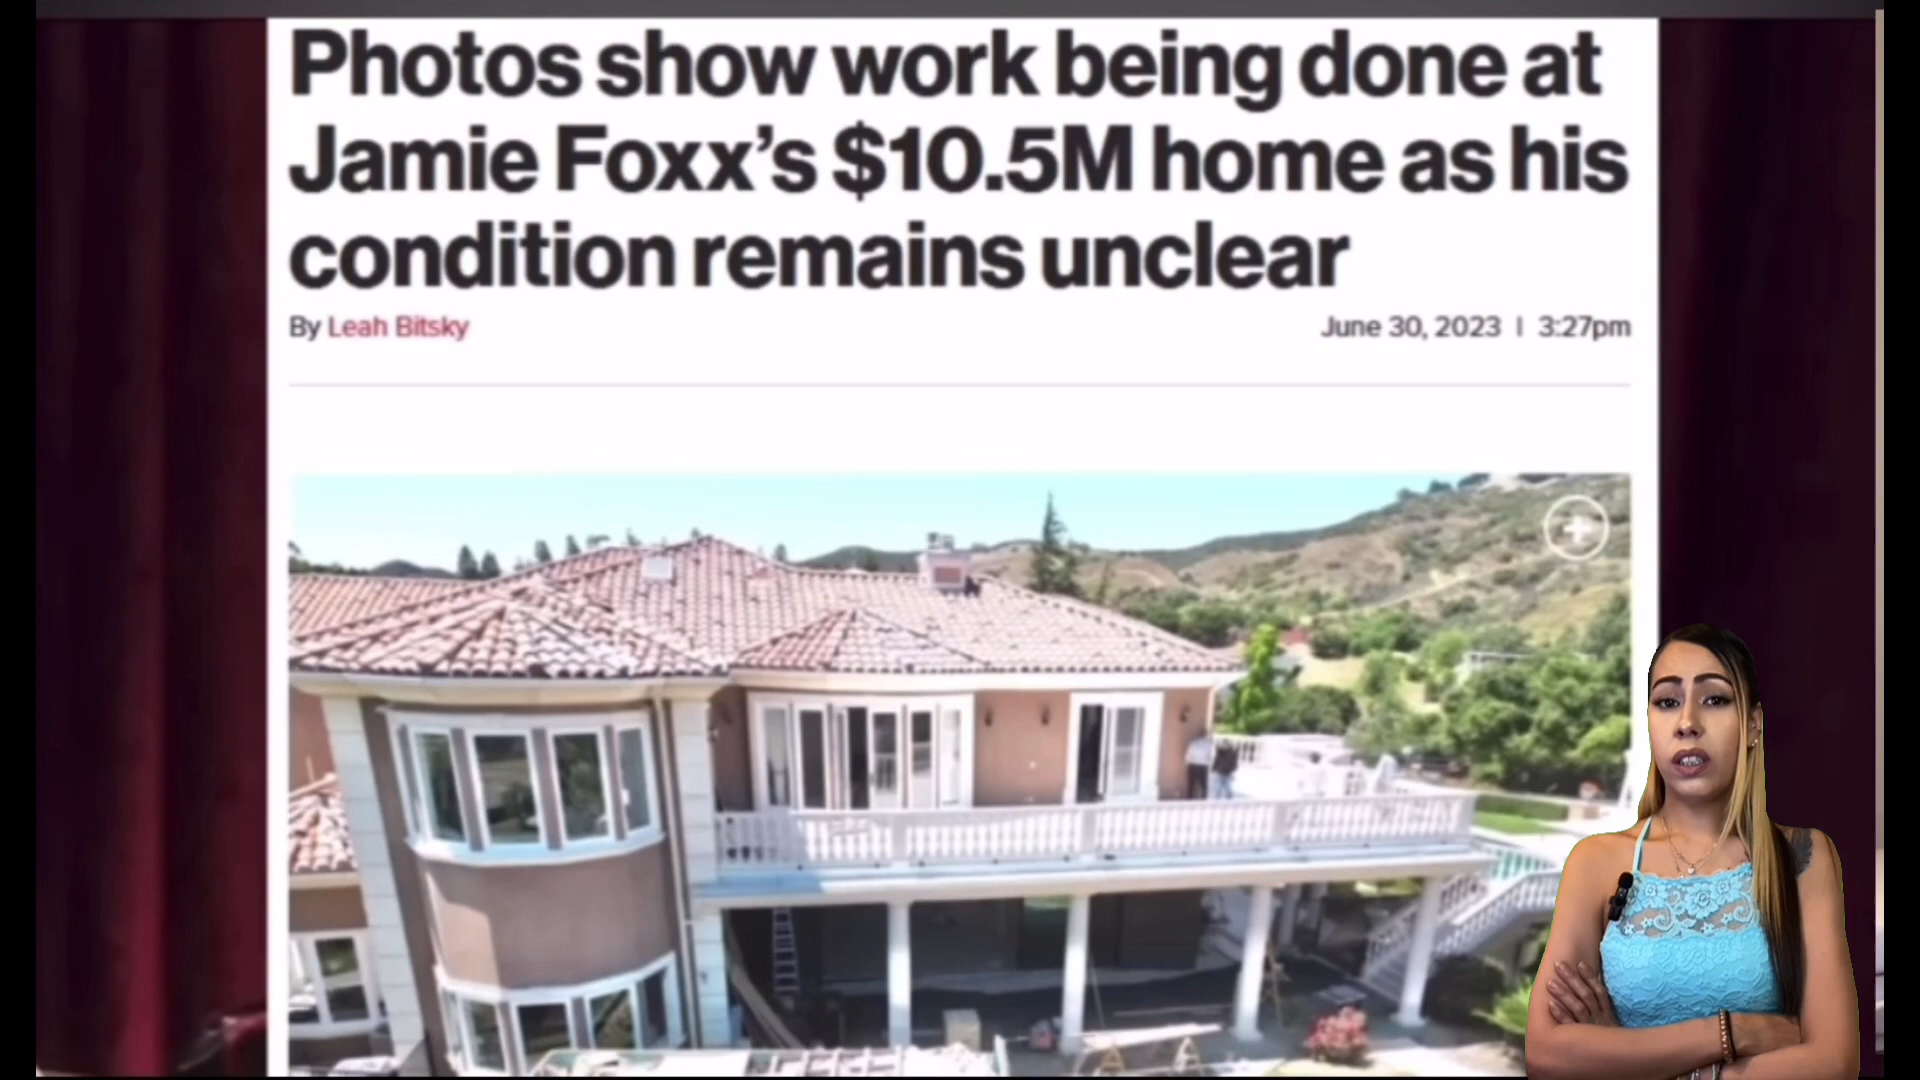 Photos show work being done at
Jamie Foxx’s $10.5M home as his
condition remains unclear
By Leah Bitsky
June 30, 2023 | 3:27pm